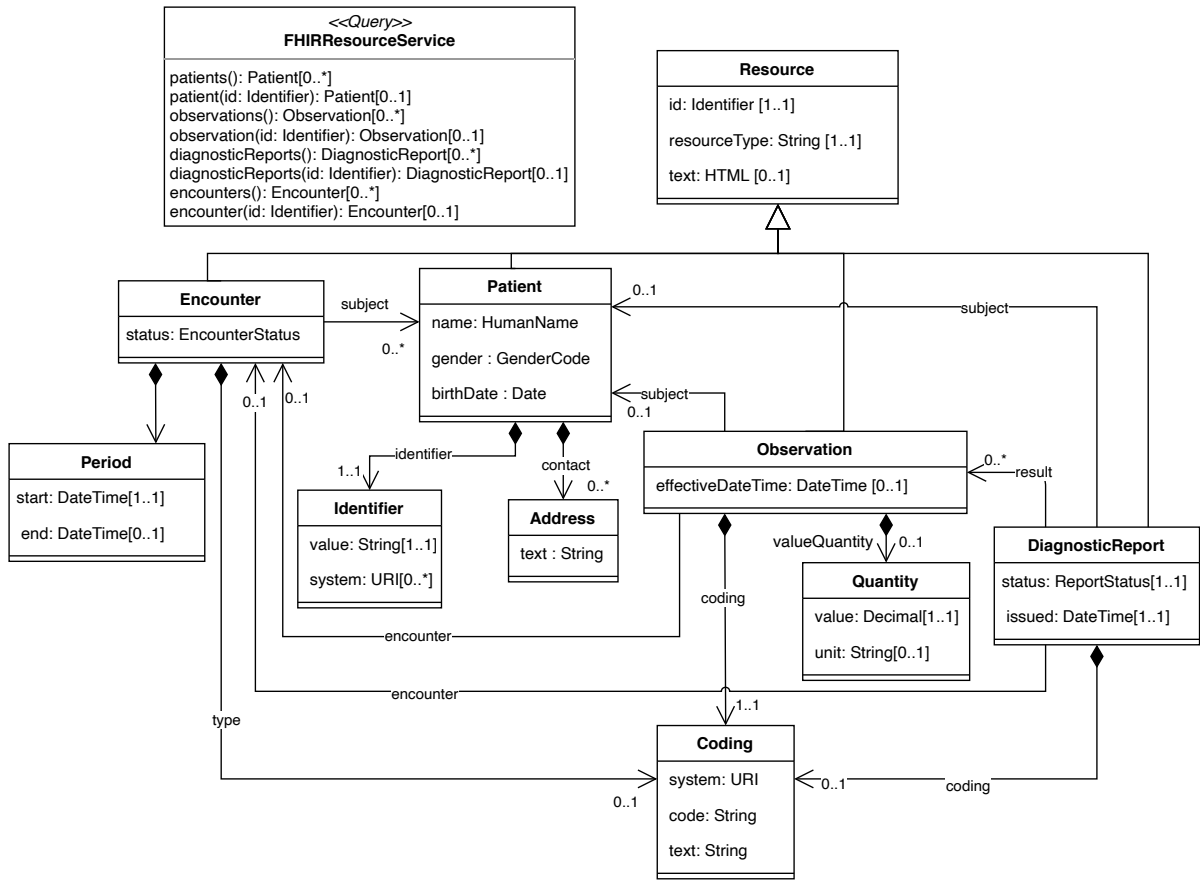 <<Query>>
FHIRResourceService
patients(): Patient[0..*]
patient(id: Identifier): Patient[0..1]
observations(): Observation[0..*]
observation(id: Identifier): Observation[0..1]
diagnosticReports(): DiagnosticReport[0..*]
diagnosticReports(id: Identifier): DiagnosticReport[0..1]
encounters(): Encounter[0..*]
encounter(id: Identifier): Encounter[0..1]
Resource
id: Identifier [1..1]
resourceType: String [1..1]
text: HTML [0..1]
Encounter
status: EncounterStatus
subject
0..*
Patient
name: HumanName
gender : GenderCode
birthDate : Date
0..1
subject
subject
0..1
0..1
0..1
Period
start: DateTime[1..1]
end: DateTime[0..1]
identifier
1..1
contact
0..*
Identifier
value: String[1..1]
system: URI[0..*]
Address
text : String
Observation
effectiveDateTime: DateTime [0..1]
0..*
result
valueQuantity
0..1
coding
Quantity
value: Decimal[1..1]
unit: String[0..1]
DiagnosticReport
status: ReportStatus[1..1]
issued: DateTime[1..1]
encounter
encounter
type
1..1
0..1
0..1
coding
Coding
system: URI
code: String
text: String